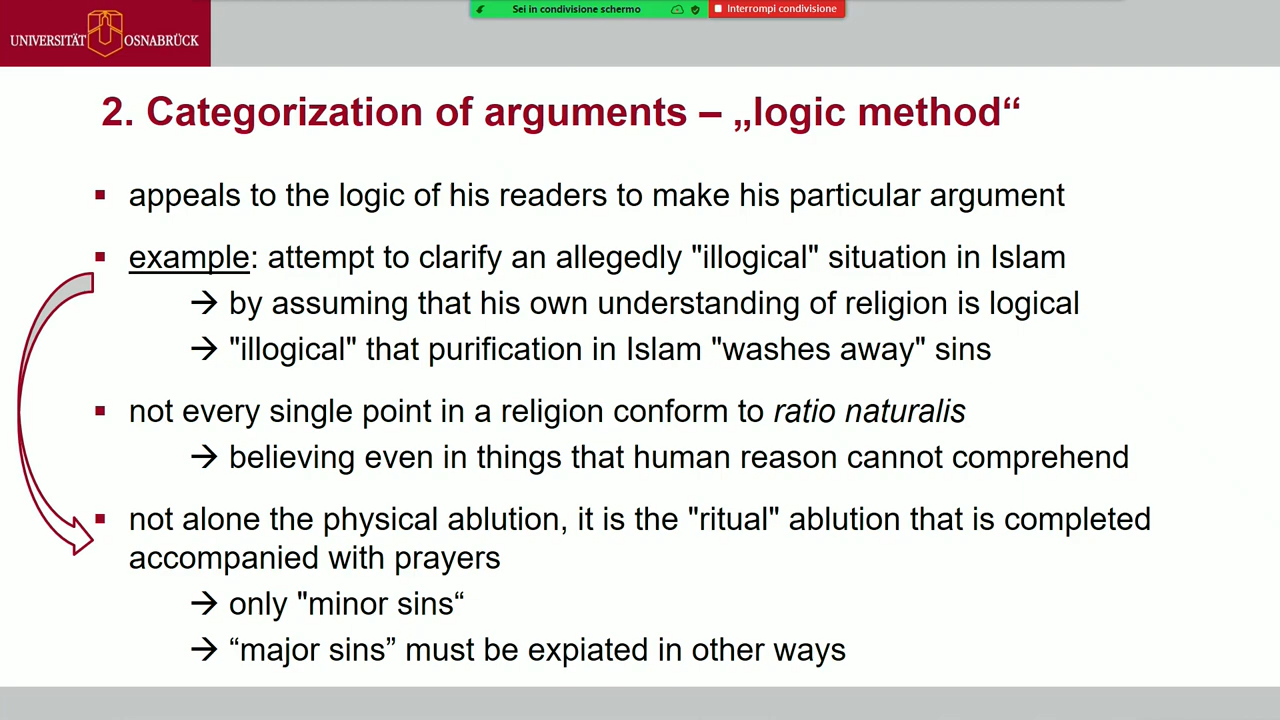 Sei in condivisione schermo
Interrompi condivisione
UNIVERSITÄT OSNABRÜCK
2. Categorization of arguments – „logic method“
appeals to the logic of his readers to make his particular argument
example: attempt to clarify an allegedly "illogical" situation in Islam
→ by assuming that his own understanding of religion is logical
→ "illogical" that purification in Islam "washes away" sins
not every single point in a religion conform to ratio naturalis
→ believing even in things that human reason cannot comprehend
not alone the physical ablution, it is the "ritual" ablution that is completed
accompanied with prayers
→ only "minor sins“
→ “major sins” must be expiated in other ways